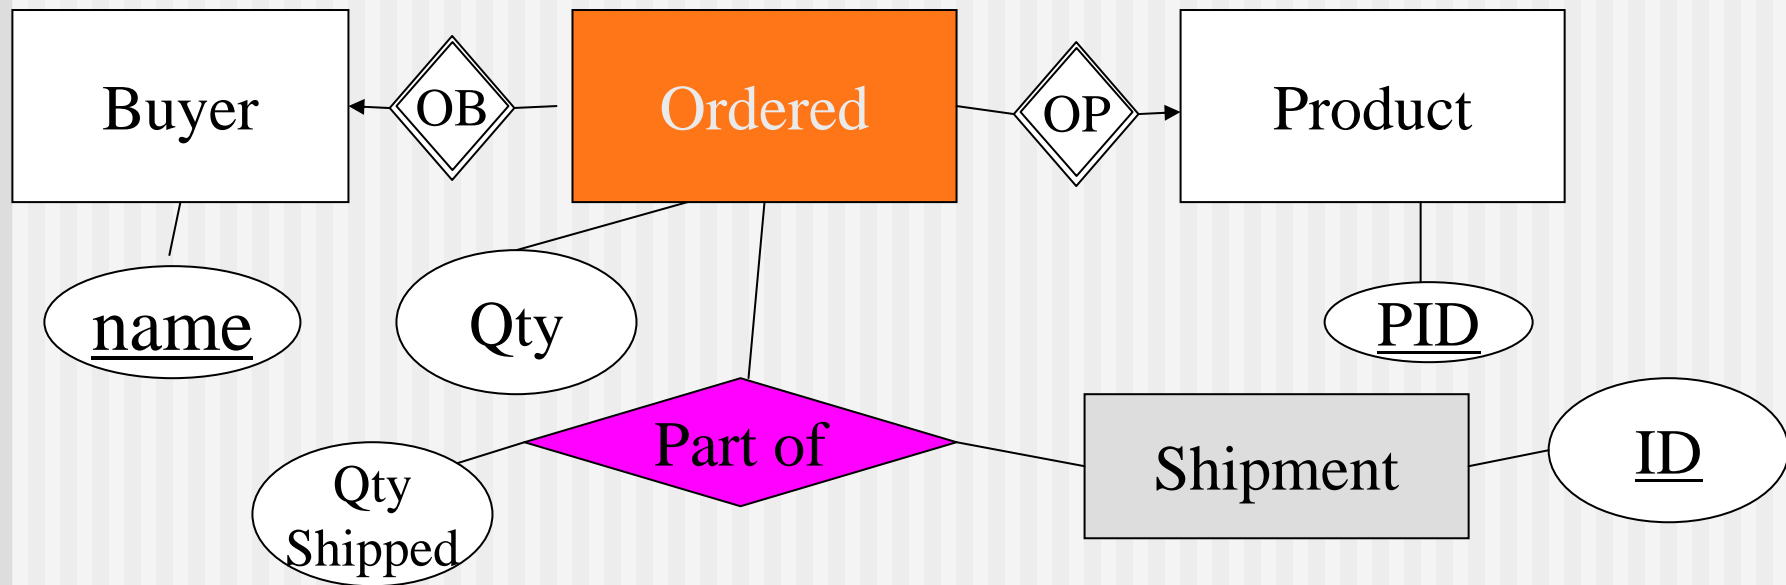 Buyer
OB
Ordered
OP
Product
name
Qty
PID
Part of
Shipment
ID
Qty
Shipped